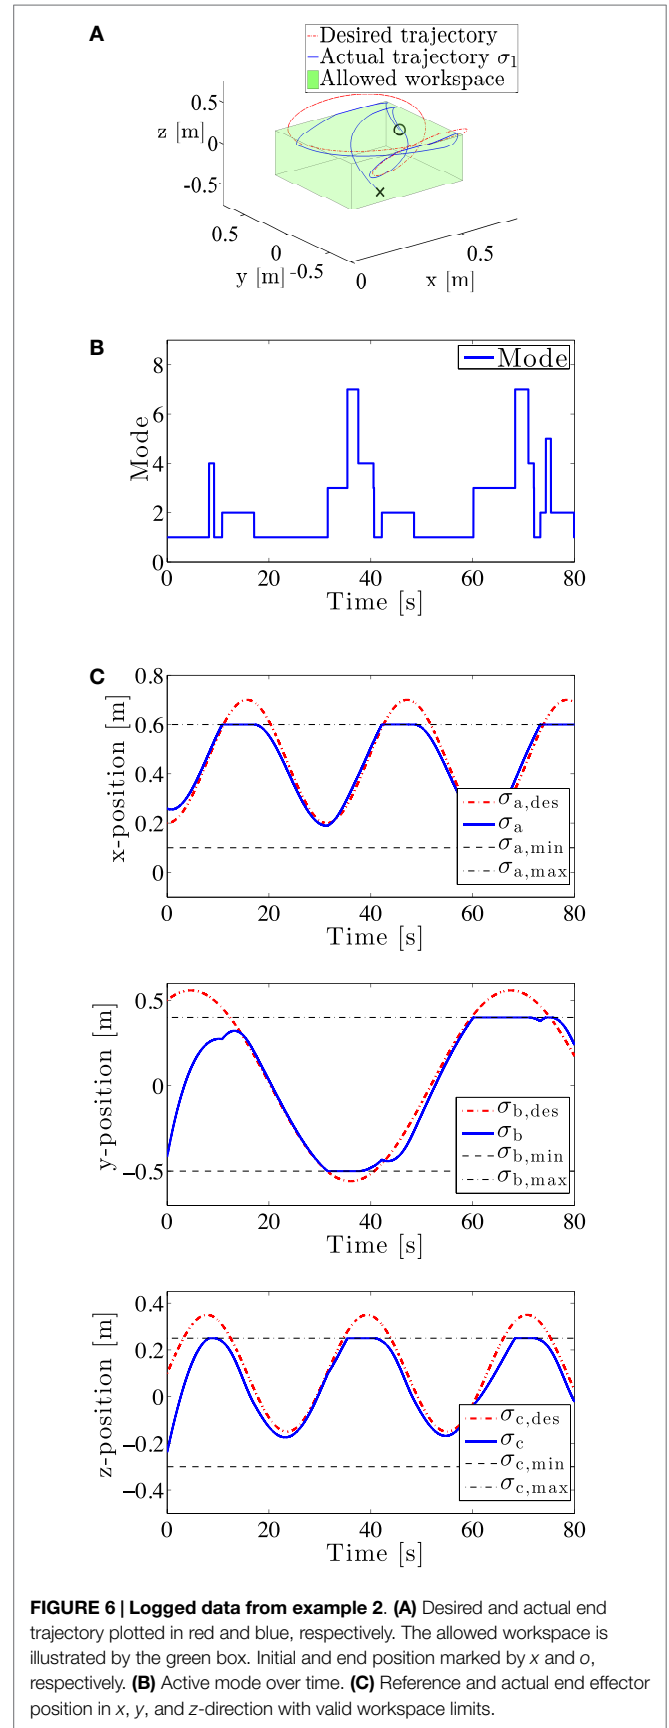 A
Desired trajectory
Actual trajectory σ1
Allowed workspace
0.5
z [m] 0
-0.5
0.5
0
-0.5
y [m]
0
x [m]
0.5
B
Mode
8
6
4
2
0
Mode
0 20 40 60 80
Time [s]
C
0.8
0.6
0.4
0.2
0
x-position [m]
σa,des
σa
σa,min
σa,max
0 20 40 60 80
Time [s]
0.5
0
−0.5
y-position [m]
σb,des
σb
σb,min
σb,max
0 20 40 60 80
Time [s]
0.4
0.2
0
−0.2
−0.4
z-position [m]
σc,des
σc
σc,min
σc,max
0 20 40 60 80
Time [s]
FIGURE 6 | Logged data from example 2. (A) Desired and actual end
trajectory plotted in red and blue, respectively. The allowed workspace is
illustrated by the green box. Initial and end position marked by x and o,
respectively. (B) Active mode over time. (C) Reference and actual end effector
position in x, y, and z-direction with valid workspace limits.